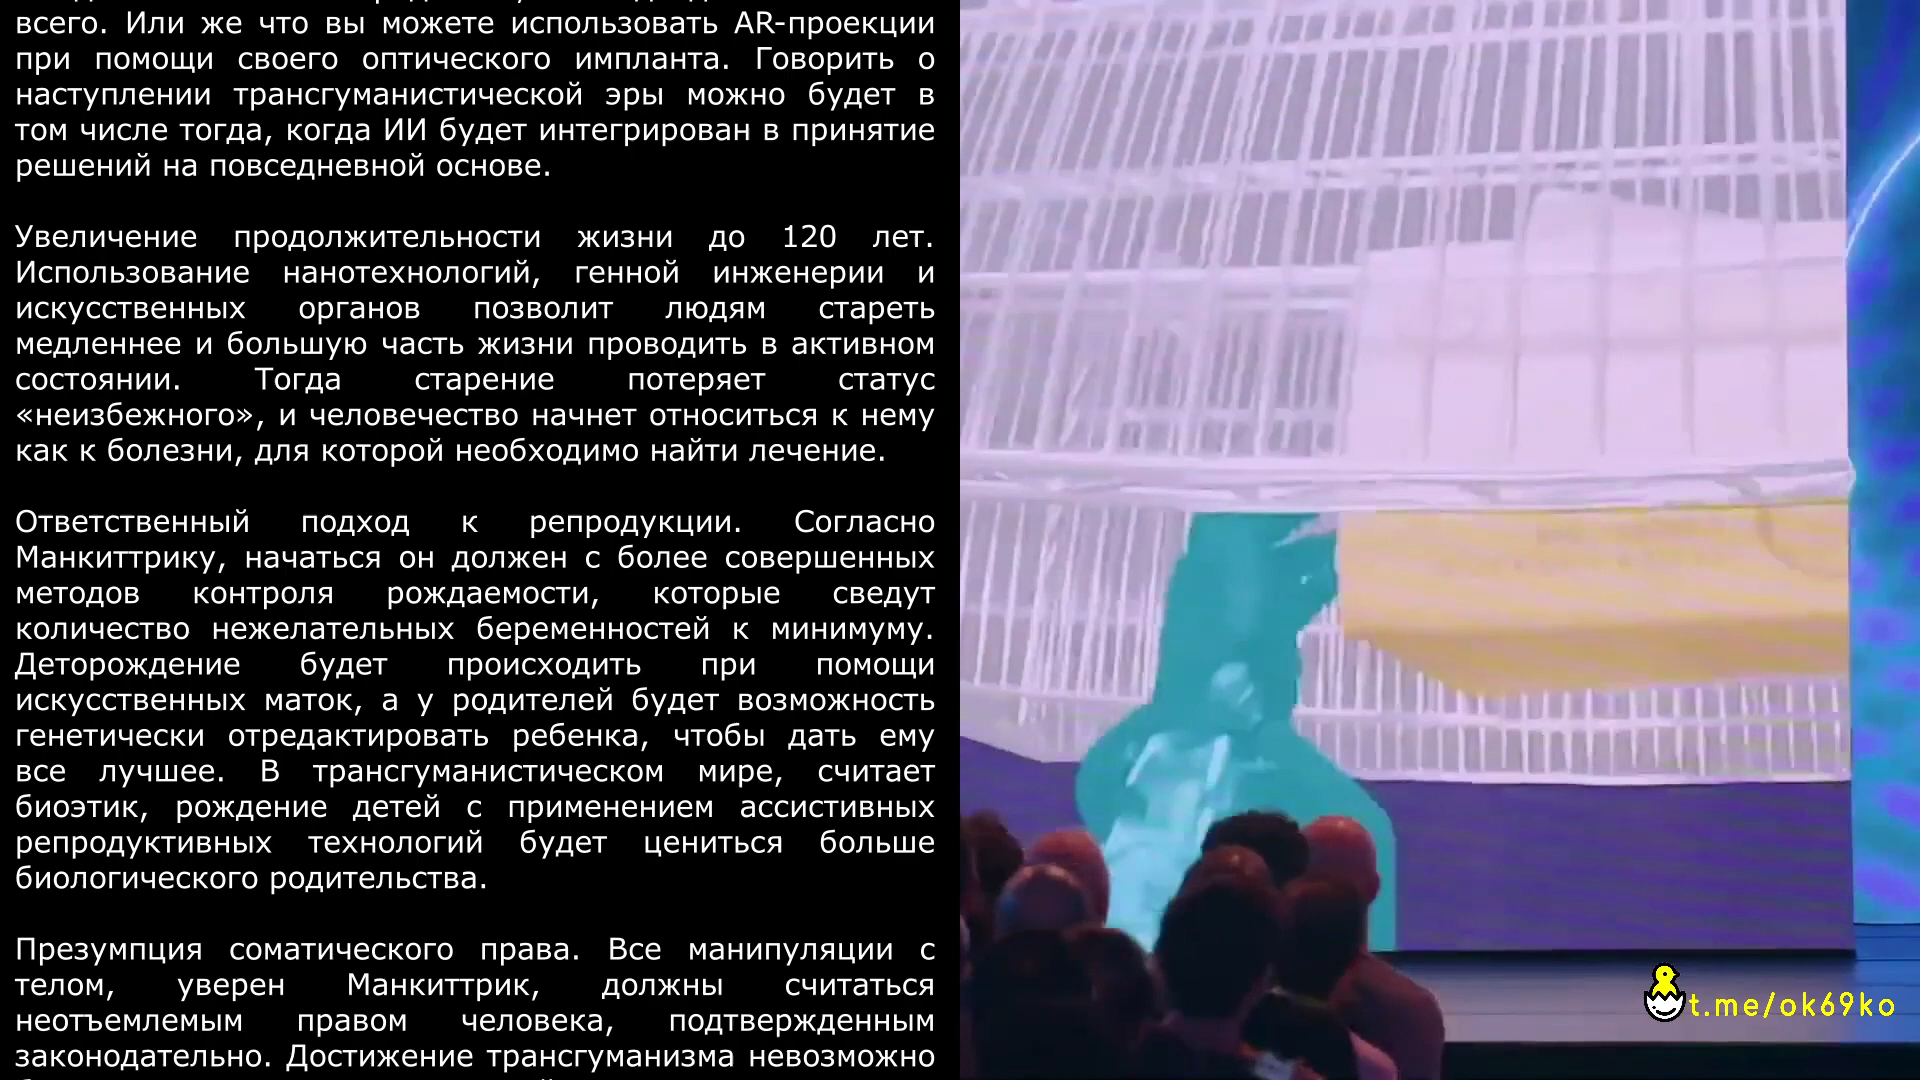 всего. Или же что вы можете использовать AR-проекции
при помощи своего оптического импланта. Говорить о
наступлении трансгуманистической эры можно будет в
том числе тогда, когда ИИ будет интегрирован в принятие
решений на повседневной основе.
Увеличение продолжительности жизни до 120 лет.
Использование нанотехнологий, генной инженерии и
искусственных органов позволит людям стареть
медленнее и большую часть жизни проводить в активном
состоянии. Тогда старение потеряет статус
«неизбежного», и человечество начнет относиться к нему
как к болезни, для которой необходимо найти лечение.
Ответственный подход к репродукции. Согласно
Манкиттрику, начаться он должен с более совершенных
методов контроля рождаемости, которые сведут
количество нежелательных беременностей к минимуму.
Деторождение будет происходить при помощи
искусственных маток, а у родителей будет возможность
генетически отредактировать ребенка, чтобы дать ему
все лучшее. В трансгуманистическом мире, считает
биоэтик, рождение детей с применением ассистивных
репродуктивных технологий будет цениться больше
биологического родительства.
Презумпция соматического права. Все манипуляции с
телом, уверен Манкиттрик, должны считаться
неотъемлемым правом человека, подтвержденным
законодательно. Достижение трансгуманизма невозможно
t.me/ok69ko